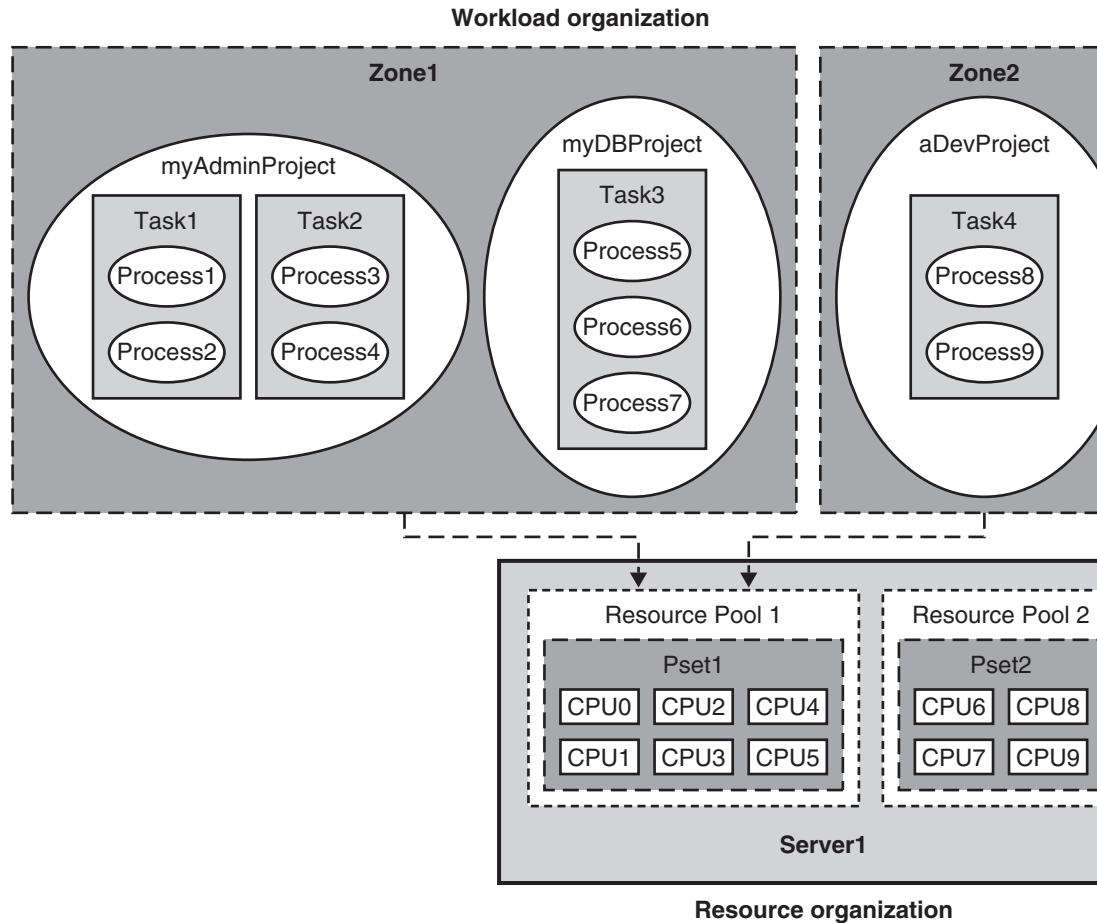 Workload organization
Zone1
Zone2
myAdminProject
myDBProject
aDevProject
Task1
Task2
Task3
Task4
Process1
Process2
Process3
Process4
Process5
Process6
Process7
Process8
Process9
Resource Pool 1
Resource Pool 2
Pset1
Pset2
CPU0
CPU2
CPU4
CPU1
CPU3
CPU5
CPU6
CPU8
CPU7
CPU9
Server1
Resource organization